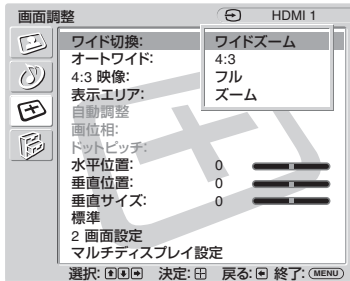 画面調整 HDMI 1
ワイド切換: ワイドズーム
オートワイド: 4:3
4:3 映像: フル
表示エリア: ズーム
自動調整
画位相:
ドットピッチ:
水平位置: 0
垂直位置: 0
垂直サイズ: 0
標準
2 画面設定
マルチディスプレイ設定
選択: 決定: 戻る: 終了: MENU